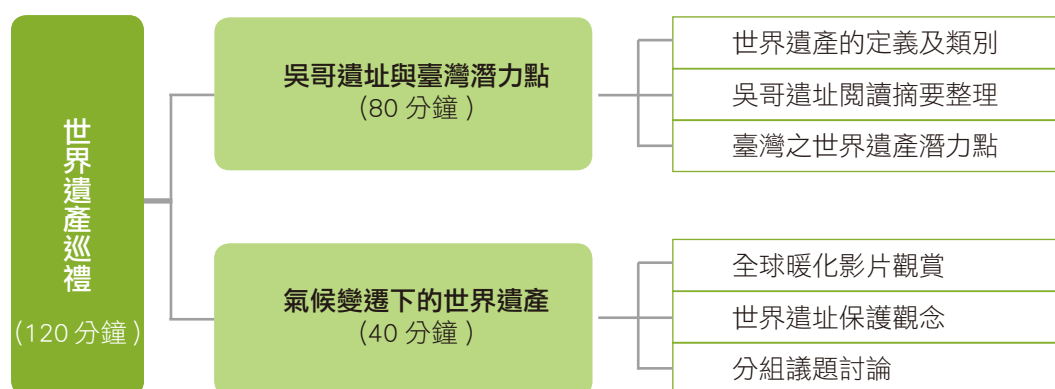 世界遺產巡禮
（120 分鐘）
吳哥遺址與臺灣潛力點
（80 分鐘）
世界遺產的定義及類別
吳哥遺址閱讀摘要整理
臺灣之世界遺產潛力點
氣候變遷下的世界遺產
（40 分鐘）
全球暖化影片觀賞
世界遺址保護觀念
分組議題討論